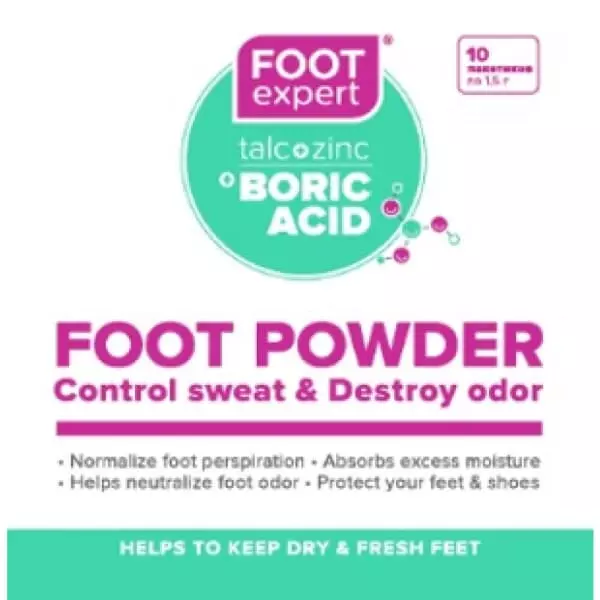 FOOT
expert
®
10
пакетиков
по 1,5 г
talc+zinc
+ BORIC
ACID
FOOT POWDER
Control sweat & Destroy odor
• Normalize foot perspiration • Absorbs excess moisture
• Helps neutralize foot odor • Protect your feet & shoes
HELPS TO KEEP DRY & FRESH FEET